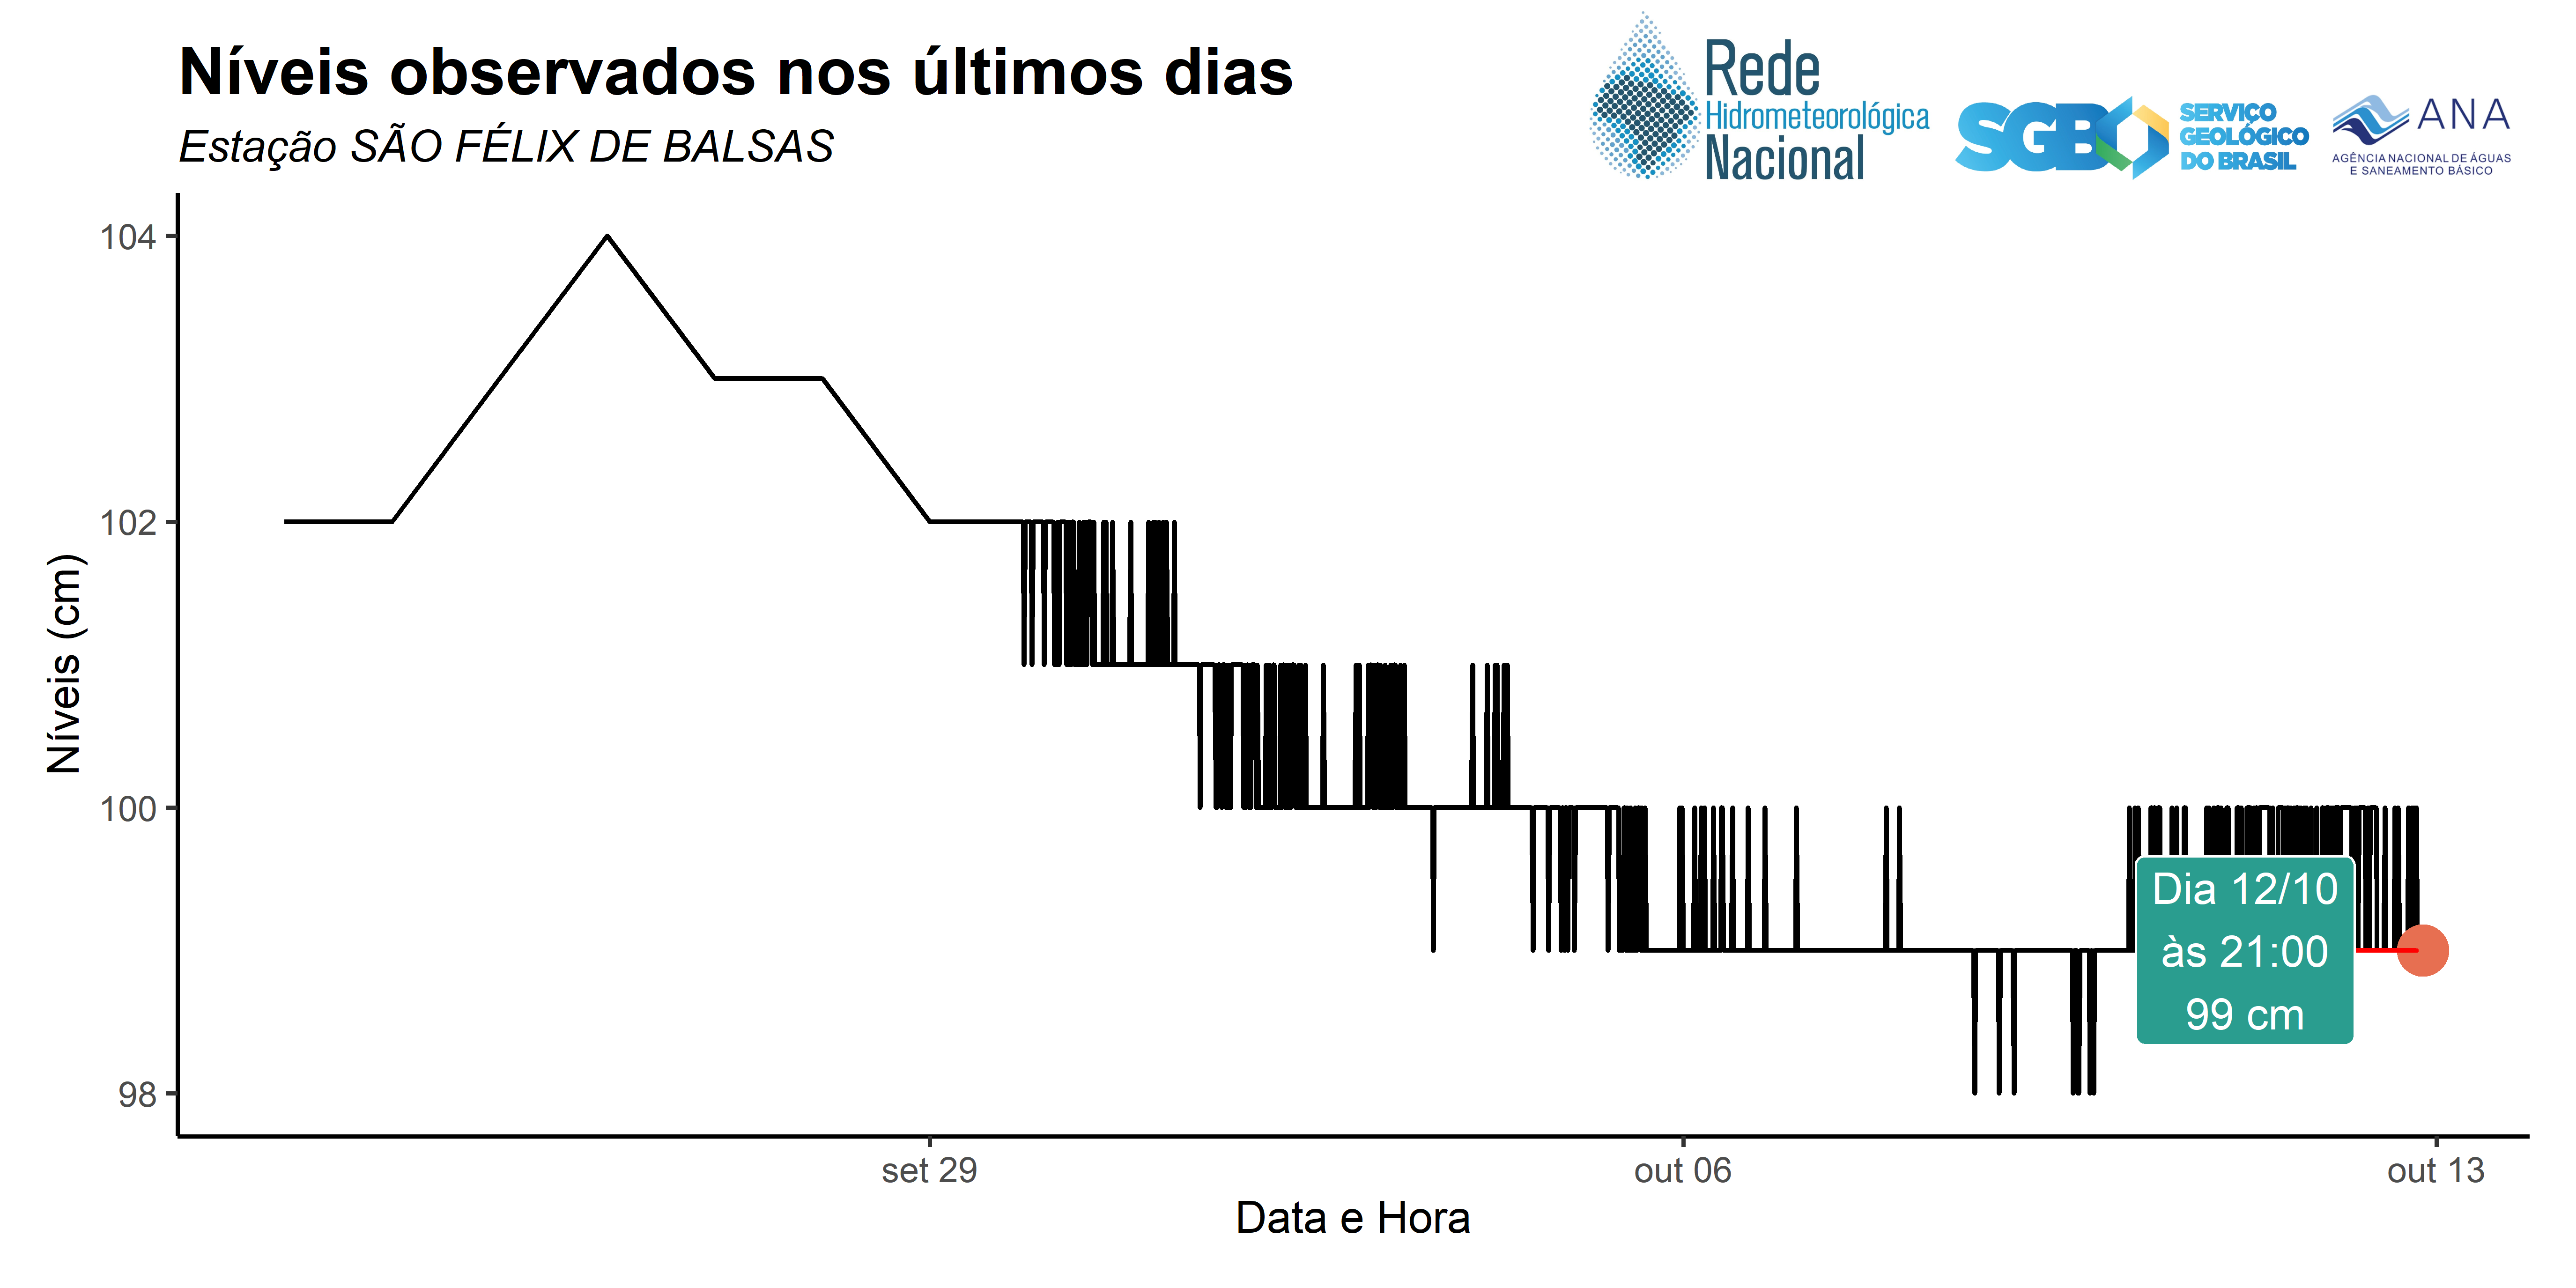 Níveis observados nos últimos dias
Estação SÃO FÉLIX DE BALSAS
Rede
Hidrometeorológica
Nacional
SGB
SERVIÇO
GEOLÓGICO
DO BRASIL
ANA
AGÊNCIA NACIONAL DE ÁGUAS
E SANEAMENTO BÁSICO
Níveis (cm)
104
102
100
98
Dia 12/10
às 21:00
99 cm
set 29
out 06
out 13
Data e Hora